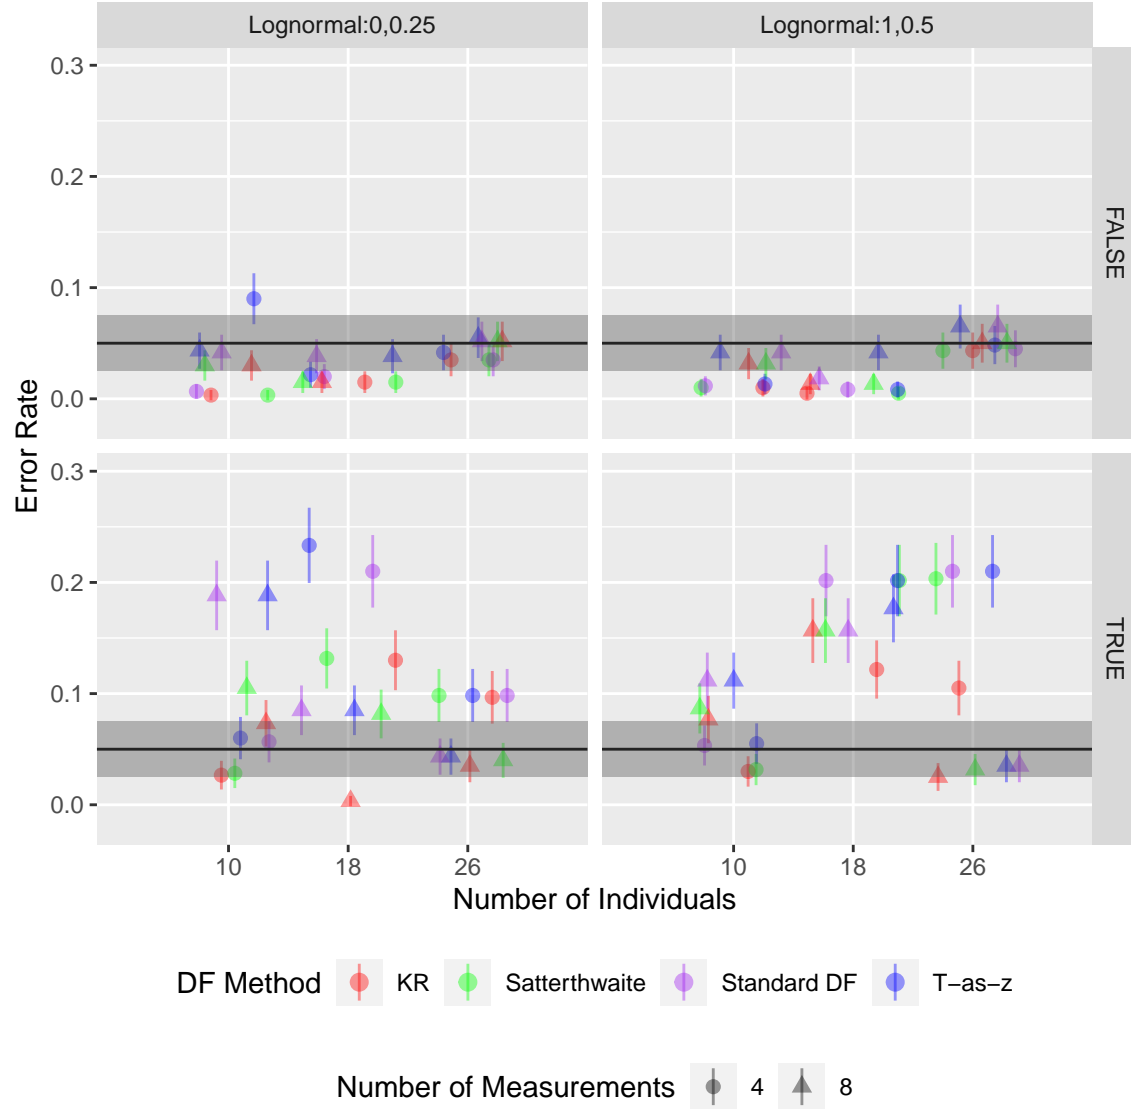 Lognormal:0,0.25 Lognormal:1,0.5
0.3
0.2
0.1
0.0
FALSE
Error Rate
0.3
0.2
0.1
0.0
TRUE
10 18 26 10 18 26
Number of Individuals
DF Method KR Satterthwaite Standard DF T−as−z
Number of Measurements 4 8